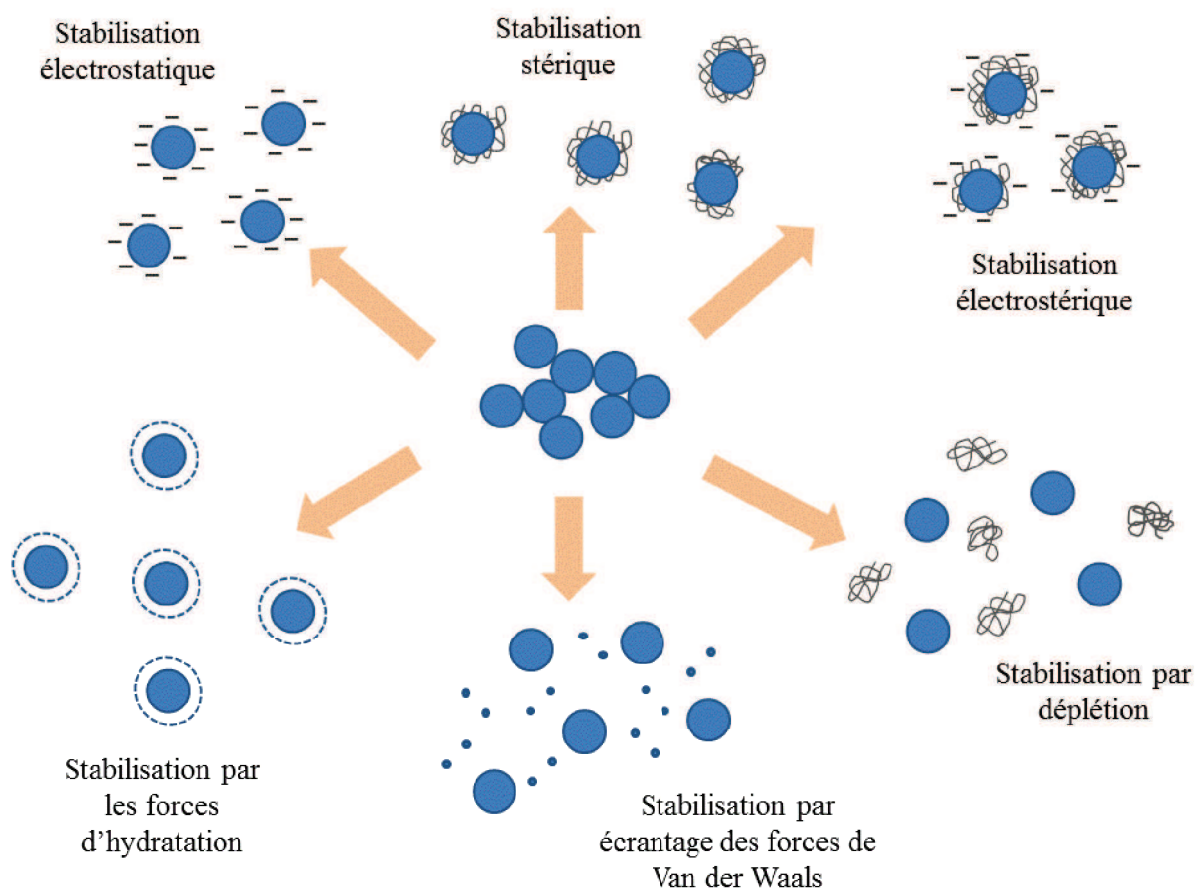 Stabilisation
électrostatique
Stabilisation
stérique
Stabilisation
électrostérique
Stabilisation par
les forces
d’hydratation
Stabilisation par
écrantage des forces de
Van der Waals
Stabilisation par
déplétion